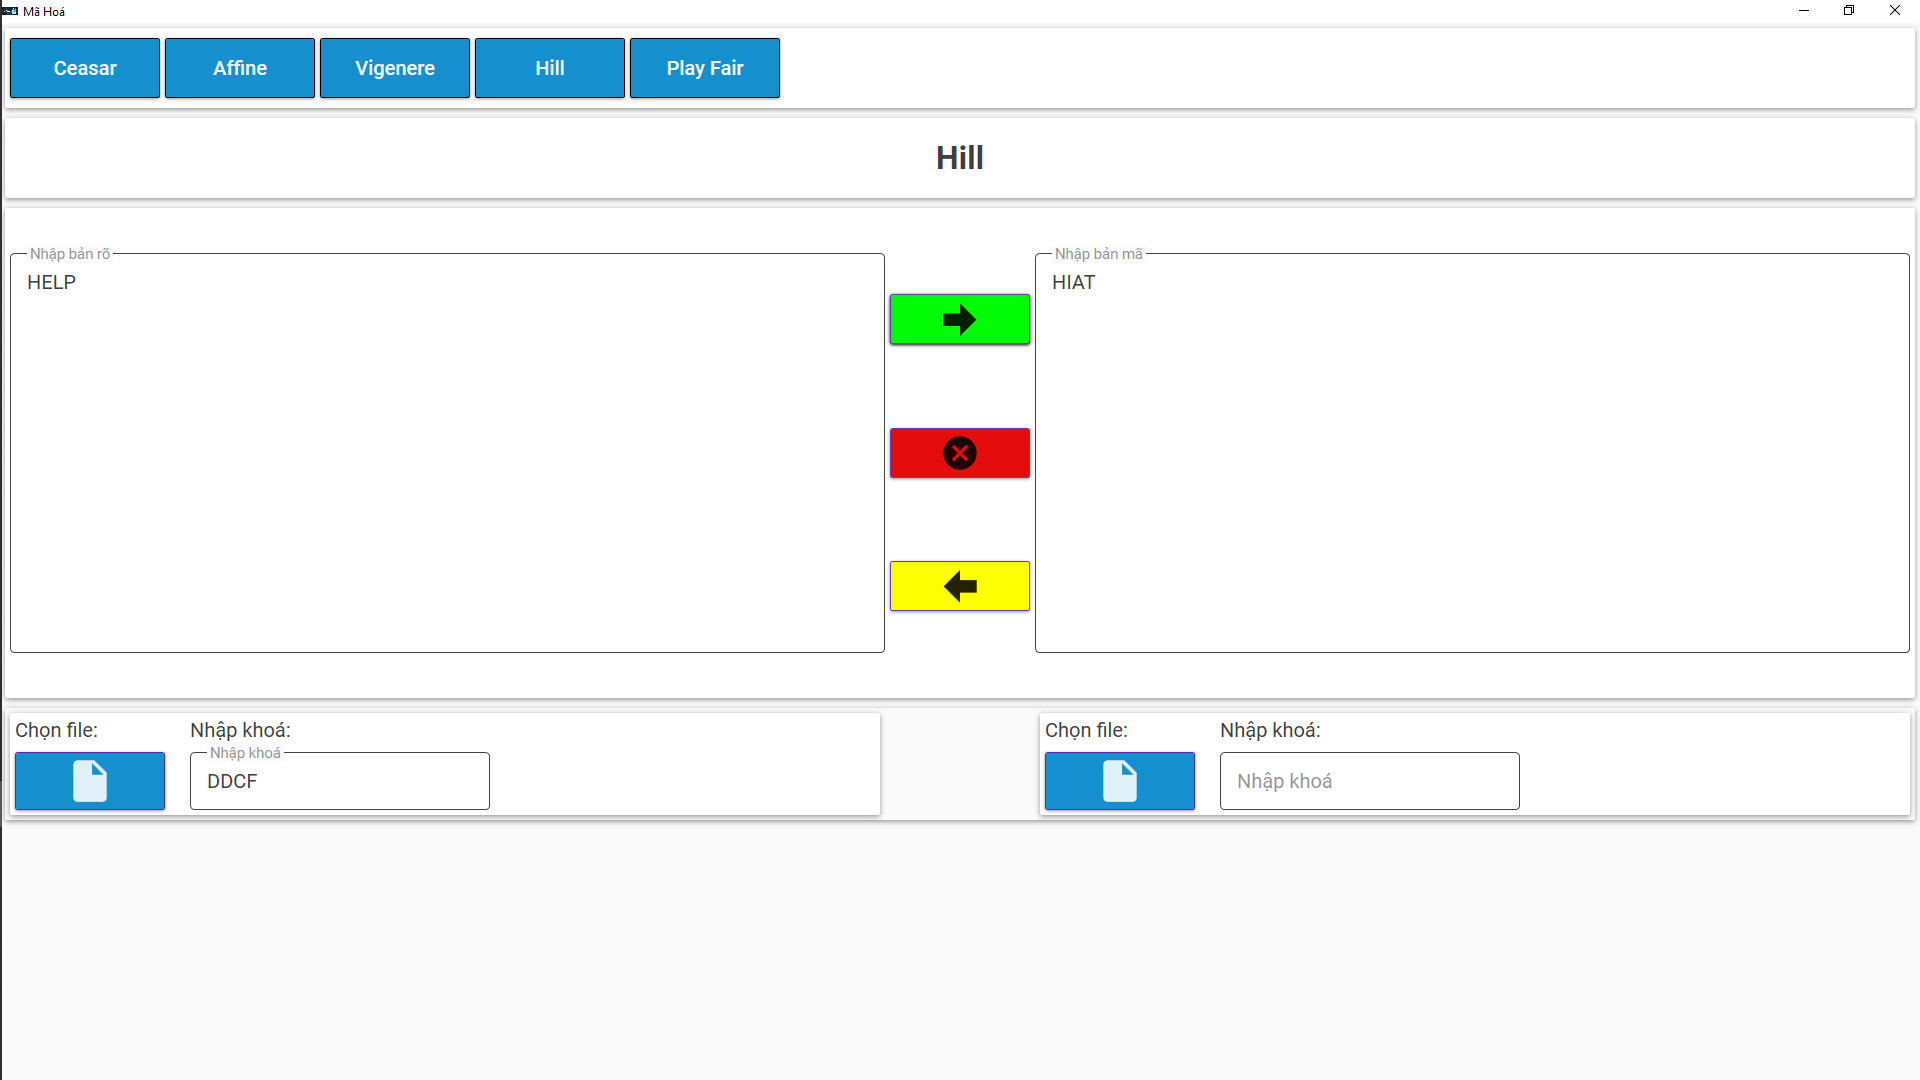 Mã Hoá
Ceasar
Affine
Vigenere
Hill
Play Fair
Hill
Nhập bản rõ
HELP
Nhập bản mã
HIAT
Chọn file:
Nhập khoá:
Nhập khoá
DDCF
Chọn file:
Nhập khoá:
Nhập khoá